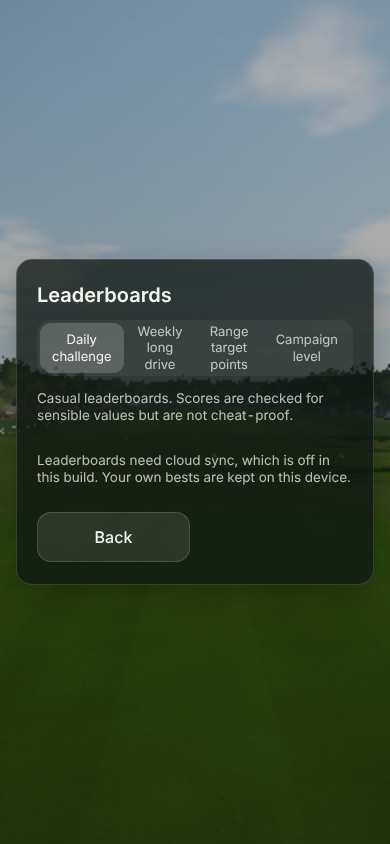 Leaderboards
Daily
challenge
Weekly
long
drive
Range
target
points
Campaign
level
Casual leaderboards. Scores are checked for
sensible values but are not cheat-proof.
Leaderboards need cloud sync, which is off in
this build. Your own bests are kept on this device.
Back